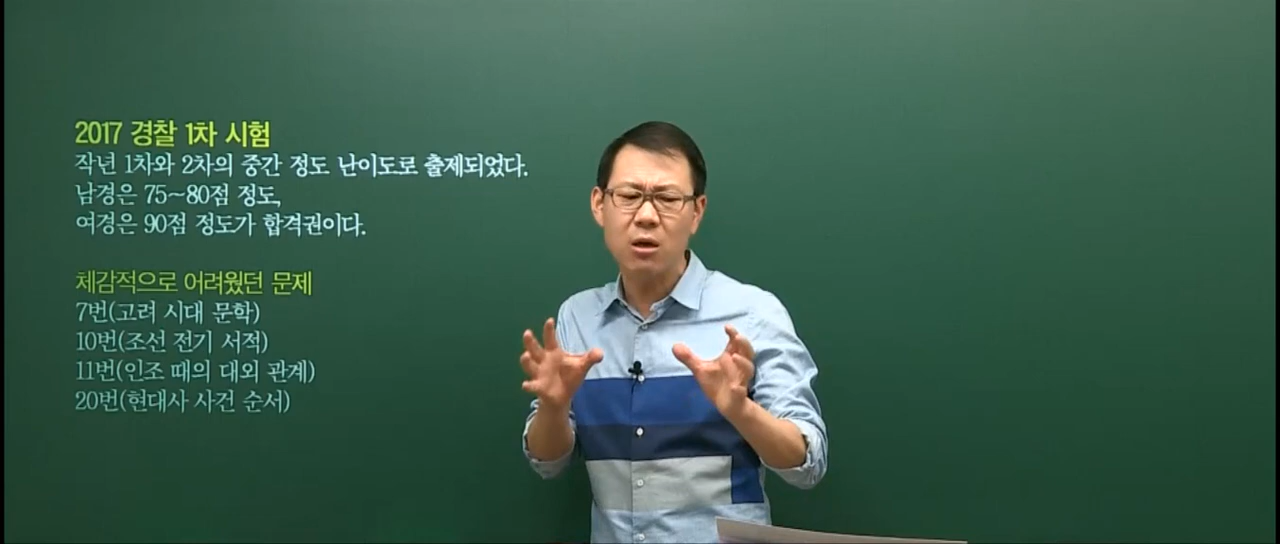 2017 경찰 1차 시험
작년 1차와 2차의 중간 정도 난이도로 출제되었다.
남경은 75~80점 정도,
여경은 90점 정도가 합격권이다.
체감적으로 어려웠던 문제
7번(고려 시대 문학)
10번(조선 전기 서적)
11번(인조 때의 대외 관계)
20번(현대사 사건 순서)